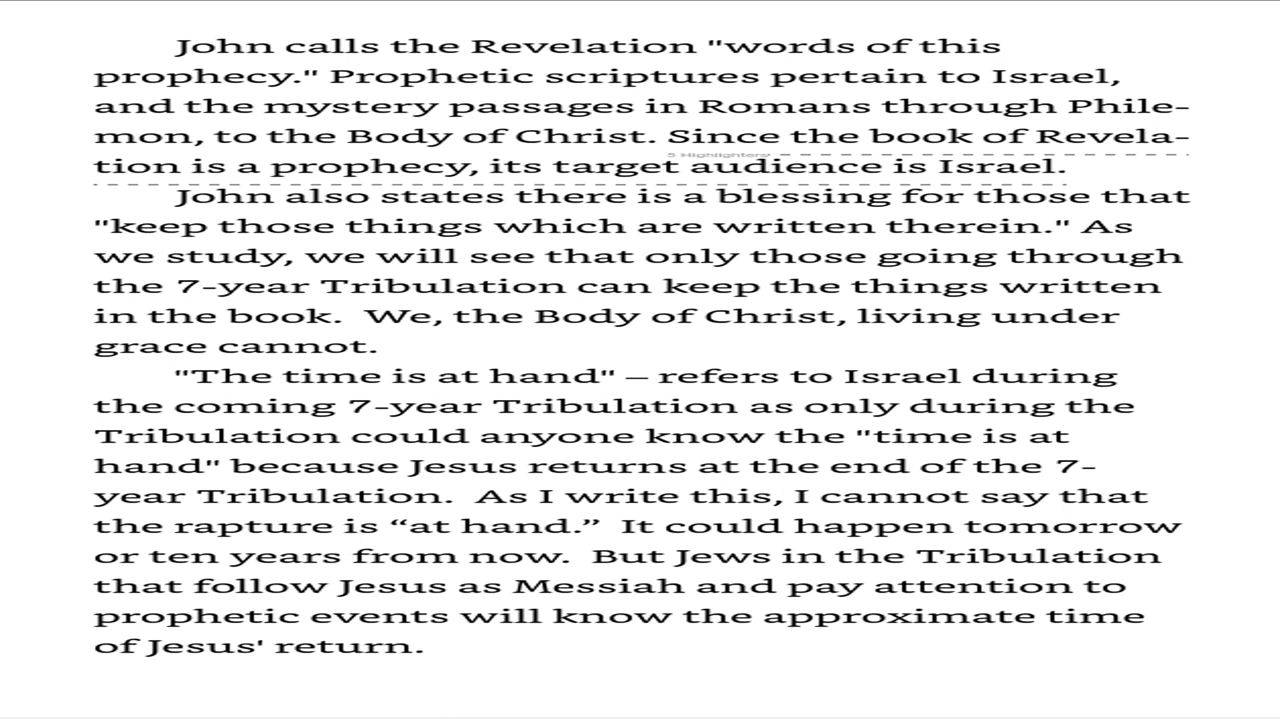 John calls the Revelation "words of this
prophecy." Prophetic scriptures pertain to Israel,
and the mystery passages in Romans through Phile-
mon, to the Body of Christ. Since the book of Revela-
5 Highlighters
tion is a prophecy, its target audience is Israel.
John also states there is a blessing for those that
"keep those things which are written therein." As
we study, we will see that only those going through
the 7-year Tribulation can keep the things written
in the book.  We, the Body of Christ, living under
grace cannot.
"The time is at hand" – refers to Israel during
the coming 7-year Tribulation as only during the
Tribulation could anyone know the "time is at
hand" because Jesus returns at the end of the 7-
year Tribulation.  As I write this, I cannot say that
the rapture is “at hand.”  It could happen tomorrow
or ten years from now.  But Jews in the Tribulation
that follow Jesus as Messiah and pay attention to
prophetic events will know the approximate time
of Jesus' return.